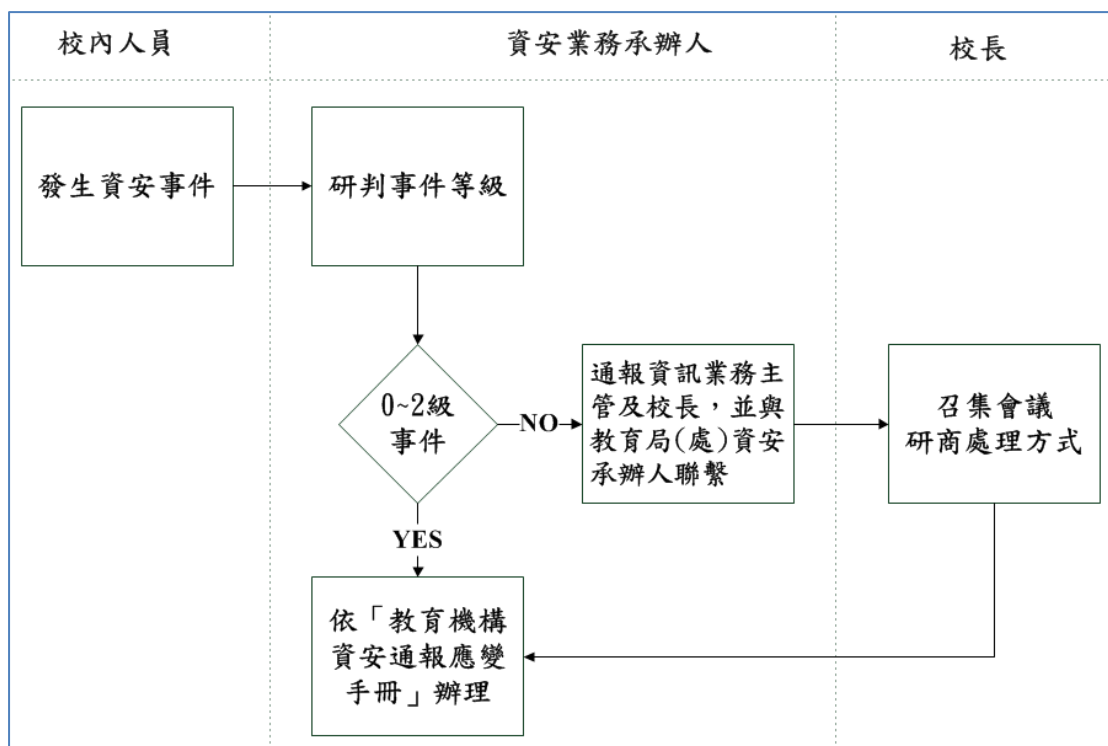 校內人員
資安業務承辦人
校長
發生資安事件
研判事件等級
0~2級
事件
NO
通報資訊業務主
管及校長，並與
教育局(處)資安
承辦人聯繫
召集會議
研商處理方式
YES
依「教育機構
資安通報應變
手冊」辦理